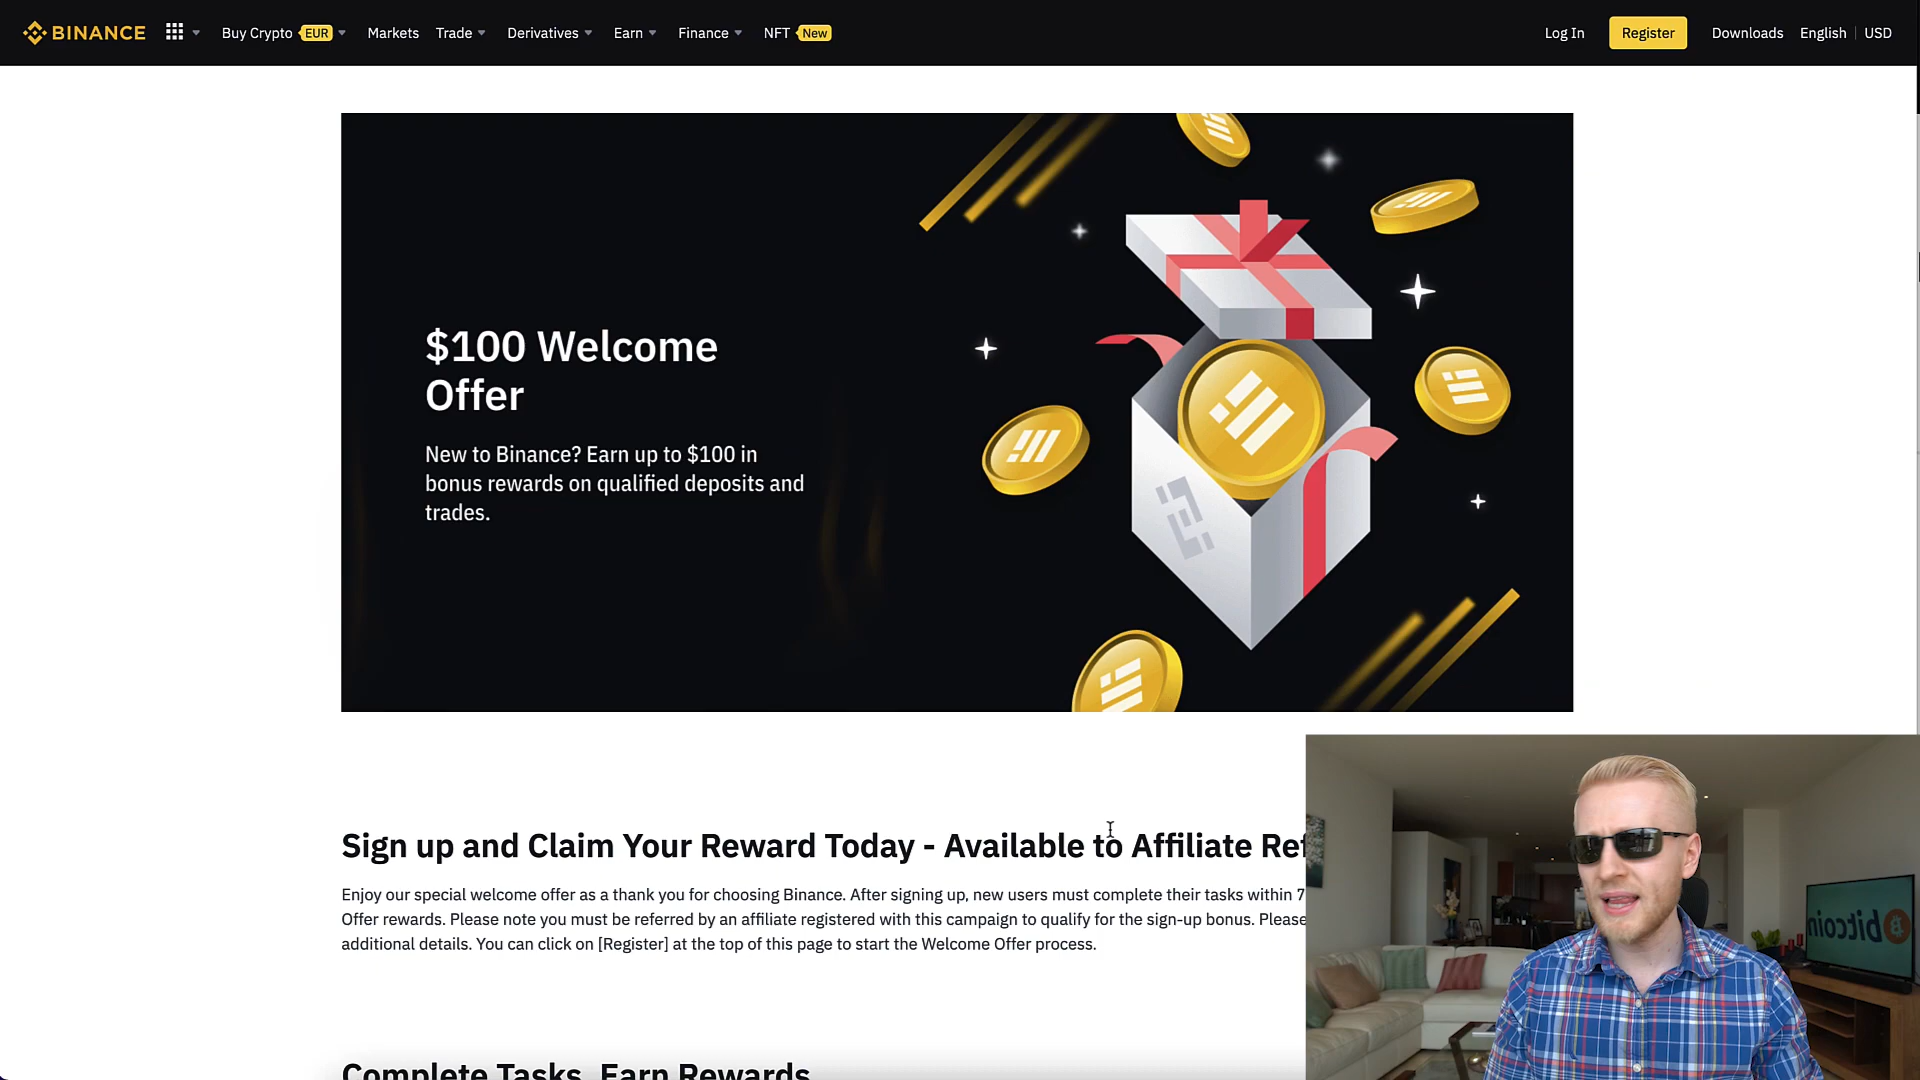 BINANCE Buy Crypto EUR Markets Trade Derivatives Earn Finance NFT New Log In Register Downloads English USD
$100 Welcome
Offer
New to Binance? Earn up to $100 in
bonus rewards on qualified deposits and
trades.
Sign up and Claim Your Reward Today - Available to Affiliate
Enjoy our special welcome offer as a thank you for choosing Binance. After signing up, new users must complete their tasks within 7
Offer rewards. Please note you must be referred by an affiliate registered with this campaign to qualify for the sign-up bonus. Please
additional details. You can click on [Register] at the top of this page to start the Welcome Offer process.
bitcoin
Complete Tasks, Earn Rewards